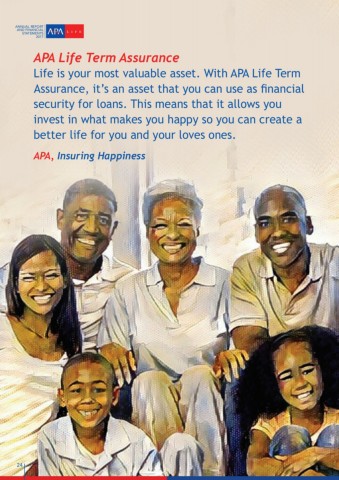 ANNUAL REPORT
AND FINANCIAL
STATEMENTS
2017
APA LIFE
APA Life Term Assurance
Life is your most valuable asset. With APA Life Term
Assurance, it's an asset that you can use as financial
security for loans. This means that it allows you
invest in what makes you happy so you can create a
better life for you and your loves ones.
APA, Insuring Happiness